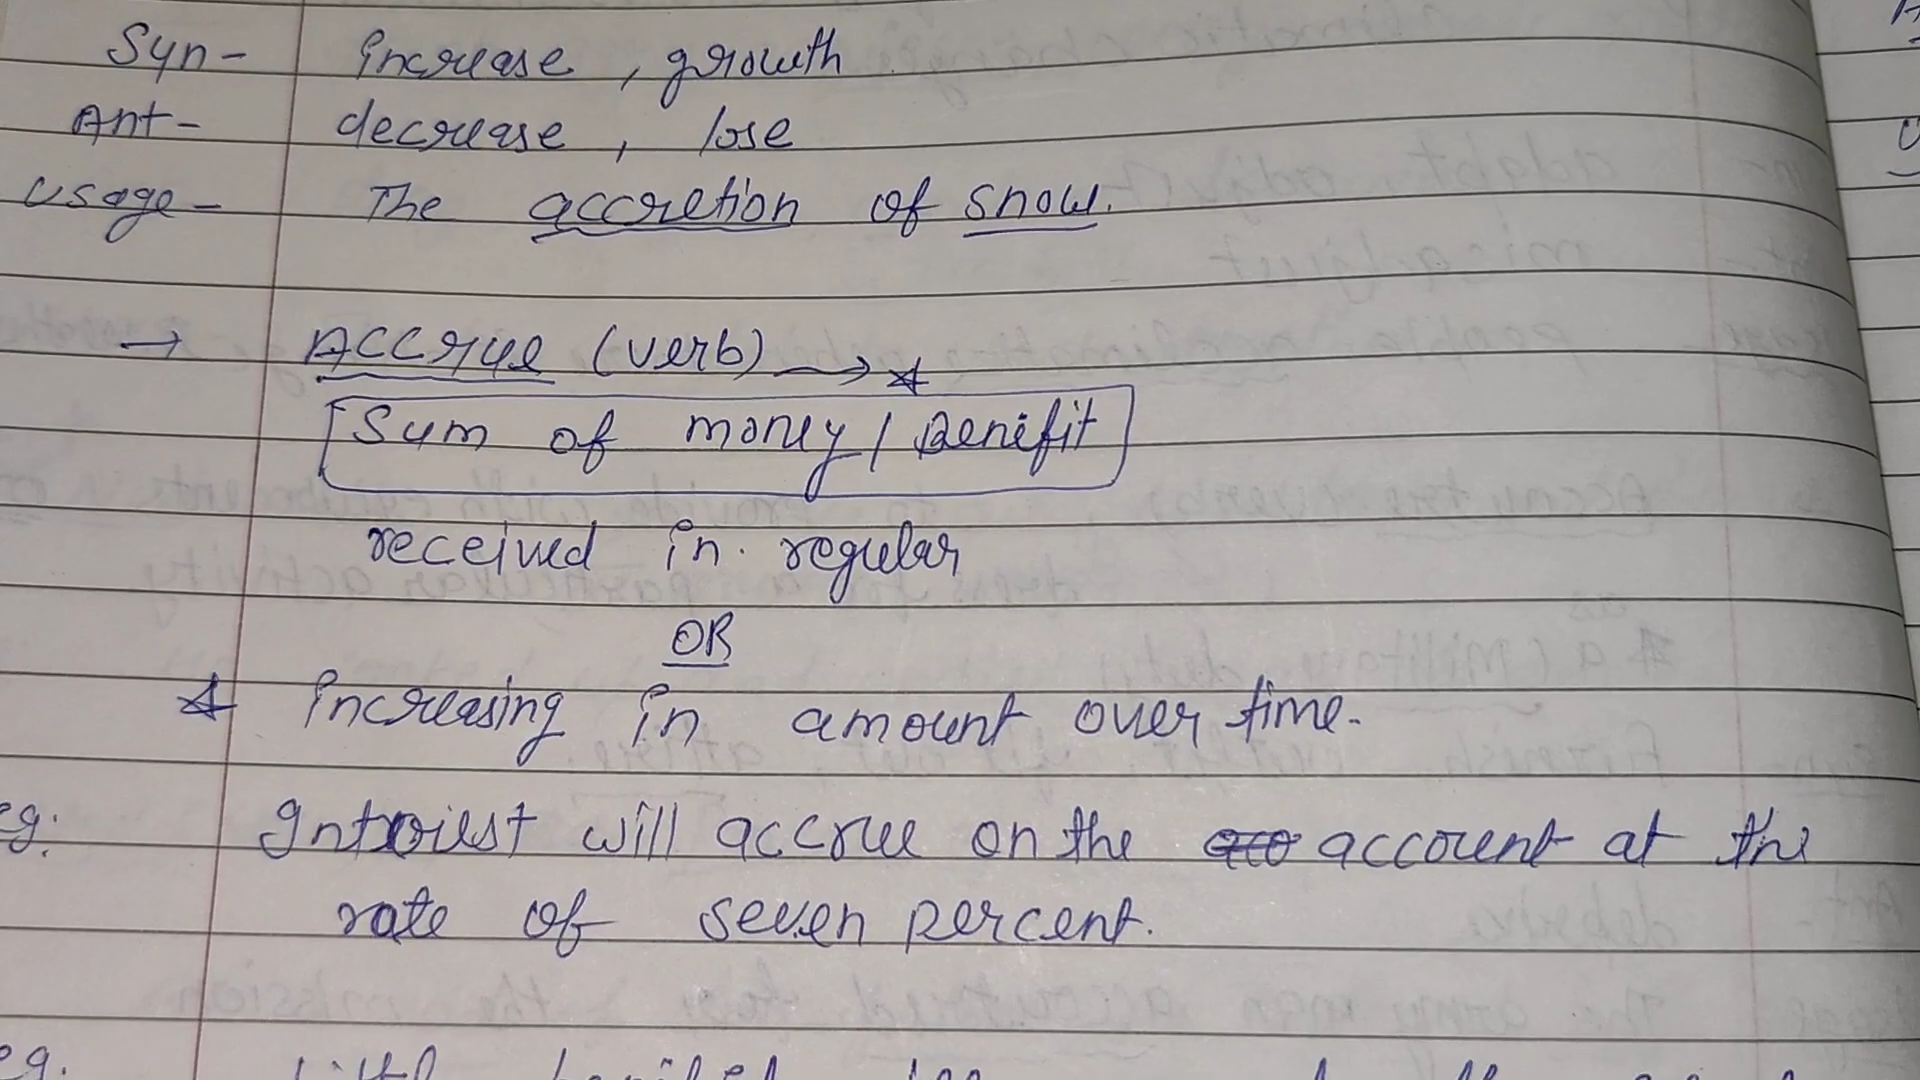 Syn- increase, growth
Ant- decrease, lose
Usage- The accretion of snow.
→ Accrue (verb) →
Sum of money / Benefit
received in regular
OR
increasing in amount over time.
eg: Interest will accrue on the account at the
rate of seven percent.
eg.